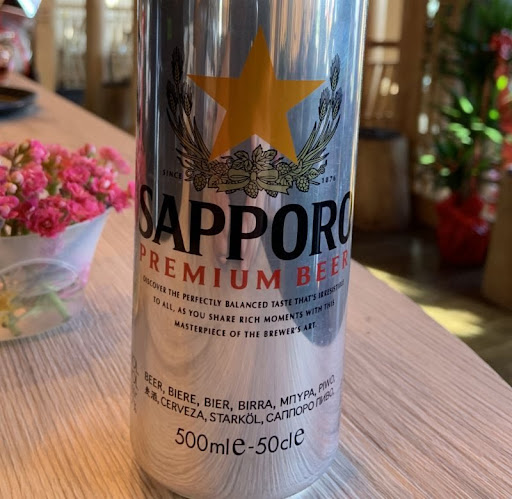 SINCE 1876
SAPPORO
PREMIUM BEER
DISCOVER THE PERFECTLY BALANCED TASTE THAT'S IRRESISTIBLE
TO ALL, AS YOU SHARE RICH MOMENTS WITH THIS
MASTERPIECE OF THE BREWER'S ART.
BEER, BIERE, BIER, BIRRA, ΜΠΥΡΑ, PIWO,
啤酒, CERVEZA, STARKÖL, САППОРО ПИВО,
500mle-50cle